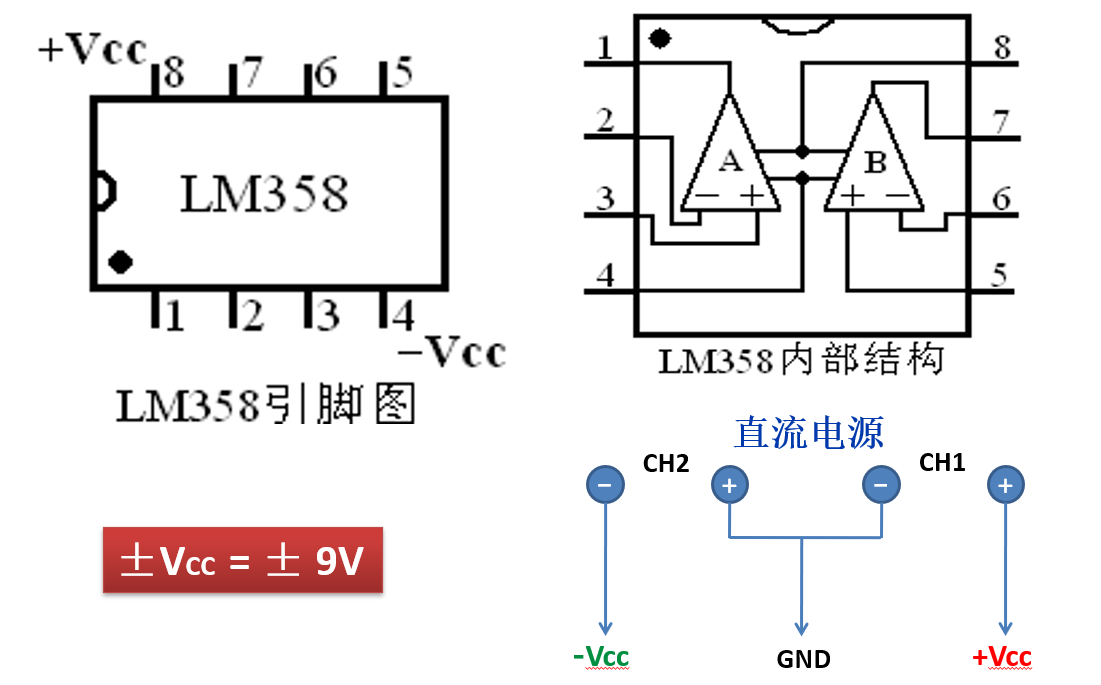 +Vcc
8 7 6 5
LM358
1 2 3 4
−Vcc
LM358引脚图
1 8
2 7
A B
− + + −
3 6
4 5
LM358内部结构
直流电源
CH2 CH1
− + − +
±Vcc = ± 9V
-Vcc GND +Vcc